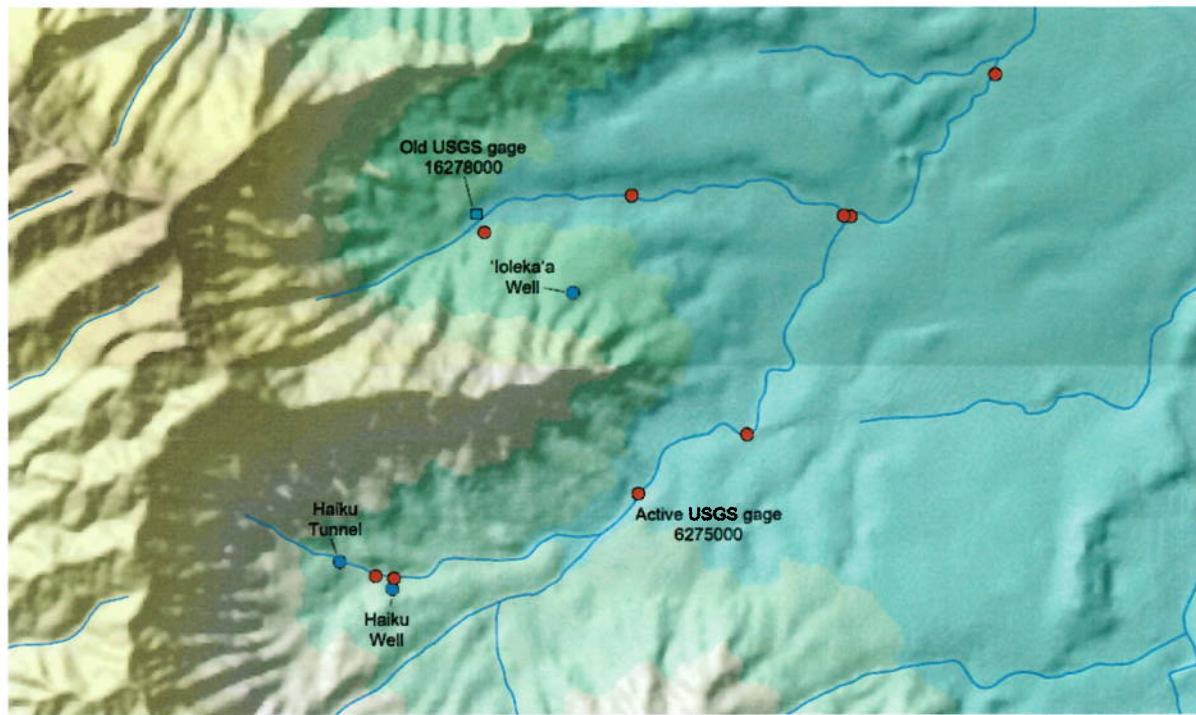 Old USGS gage
16278000
'Ioleka'a
Well
Active USGS gage
6275000
Haiku
Tunnel
Haiku
Well